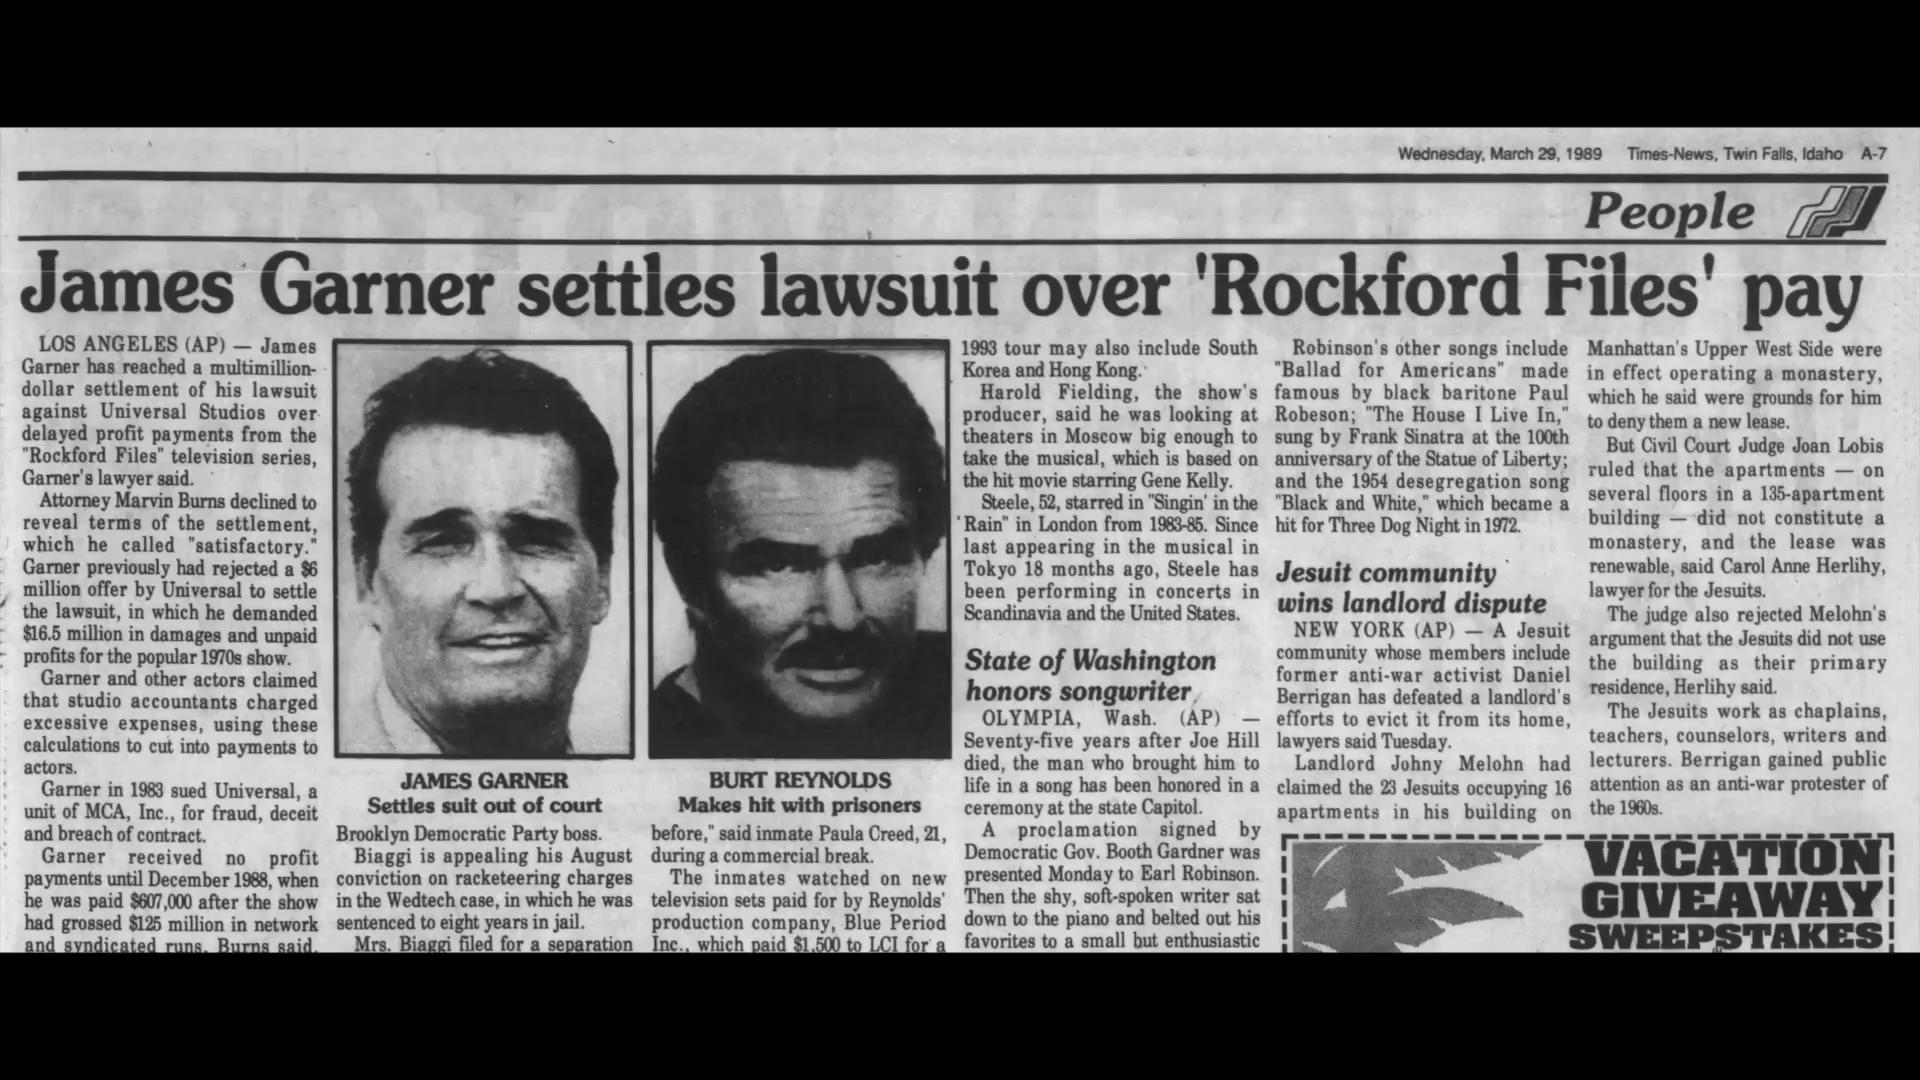 Wednesday, March 29, 1989 Times-News, Twin Falls, Idaho A-7
People
James Garner settles lawsuit over 'Rockford Files' pay
LOS ANGELES (AP) — James
Garner has reached a multimillion-
dollar settlement of his lawsuit
against Universal Studios over
delayed profit payments from the
"Rockford Files" television series,
Garner's lawyer said.
Attorney Marvin Burns declined to
reveal terms of the settlement,
which he called "satisfactory."
Garner previously had rejected a $6
million offer by Universal to settle
the lawsuit, in which he demanded
$16.5 million in damages and unpaid
profits for the popular 1970s show.
Garner and other actors claimed
that studio accountants charged
excessive expenses, using these
calculations to cut into payments to
actors.
Garner in 1983 sued Universal, a
unit of MCA, Inc., for fraud, deceit
and breach of contract.
Garner received no profit
payments until December 1988, when
he was paid $607,000 after the show
had grossed $125 million in network
and syndicated runs, Burns said.
JAMES GARNER
Settles suit out of court
Brooklyn Democratic Party boss.
Biaggi is appealing his August
conviction on racketeering charges
in the Wedtech case, in which he was
sentenced to eight years in jail.
Mrs. Biaggi filed for a separation
BURT REYNOLDS
Makes hit with prisoners
before," said inmate Paula Creed, 21,
during a commercial break.
The inmates watched on new
television sets paid for by Reynolds'
production company, Blue Period
Inc., which paid $1,500 to LCI for a
1993 tour may also include South
Korea and Hong Kong.
Harold Fielding, the show's
producer, said he was looking at
theaters in Moscow big enough to
take the musical, which is based on
the hit movie starring Gene Kelly.
Steele, 52, starred in "Singin' in the
Rain" in London from 1983-85. Since
last appearing in the musical in
Tokyo 18 months ago, Steele has
been performing in concerts in
Scandinavia and the United States.
State of Washington
honors songwriter
OLYMPIA, Wash. (AP) —
Seventy-five years after Joe Hill
died, the man who brought him to
life in a song has been honored in a
ceremony at the state Capitol.
A proclamation signed by
Democratic Gov. Booth Gardner was
presented Monday to Earl Robinson.
Then the shy, soft-spoken writer sat
down to the piano and belted out his
favorites to a small but enthusiastic
Robinson's other songs include
"Ballad for Americans" made
famous by black baritone Paul
Robeson; "The House I Live In,"
sung by Frank Sinatra at the 100th
anniversary of the Statue of Liberty;
and the 1954 desegregation song
"Black and White," which became a
hit for Three Dog Night in 1972.
Jesuit community
wins landlord dispute
NEW YORK (AP) — A Jesuit
community whose members include
former anti-war activist Daniel
Berrigan has defeated a landlord's
efforts to evict it from its home,
lawyers said Tuesday.
Landlord Johny Melohn had
claimed the 23 Jesuits occupying 16
apartments in his building on
Manhattan's Upper West Side were
in effect operating a monastery,
which he said were grounds for him
to deny them a new lease.
But Civil Court Judge Joan Lobis
ruled that the apartments — on
several floors in a 135-apartment
building — did not constitute a
monastery, and the lease was
renewable, said Carol Anne Herlihy,
lawyer for the Jesuits.
The judge also rejected Melohn's
argument that the Jesuits did not use
the building as their primary
residence, Herlihy said.
The Jesuits work as chaplains,
teachers, counselors, writers and
lecturers. Berrigan gained public
attention as an anti-war protester of
the 1960s.
VACATION
GIVEAWAY
SWEEPSTAKES